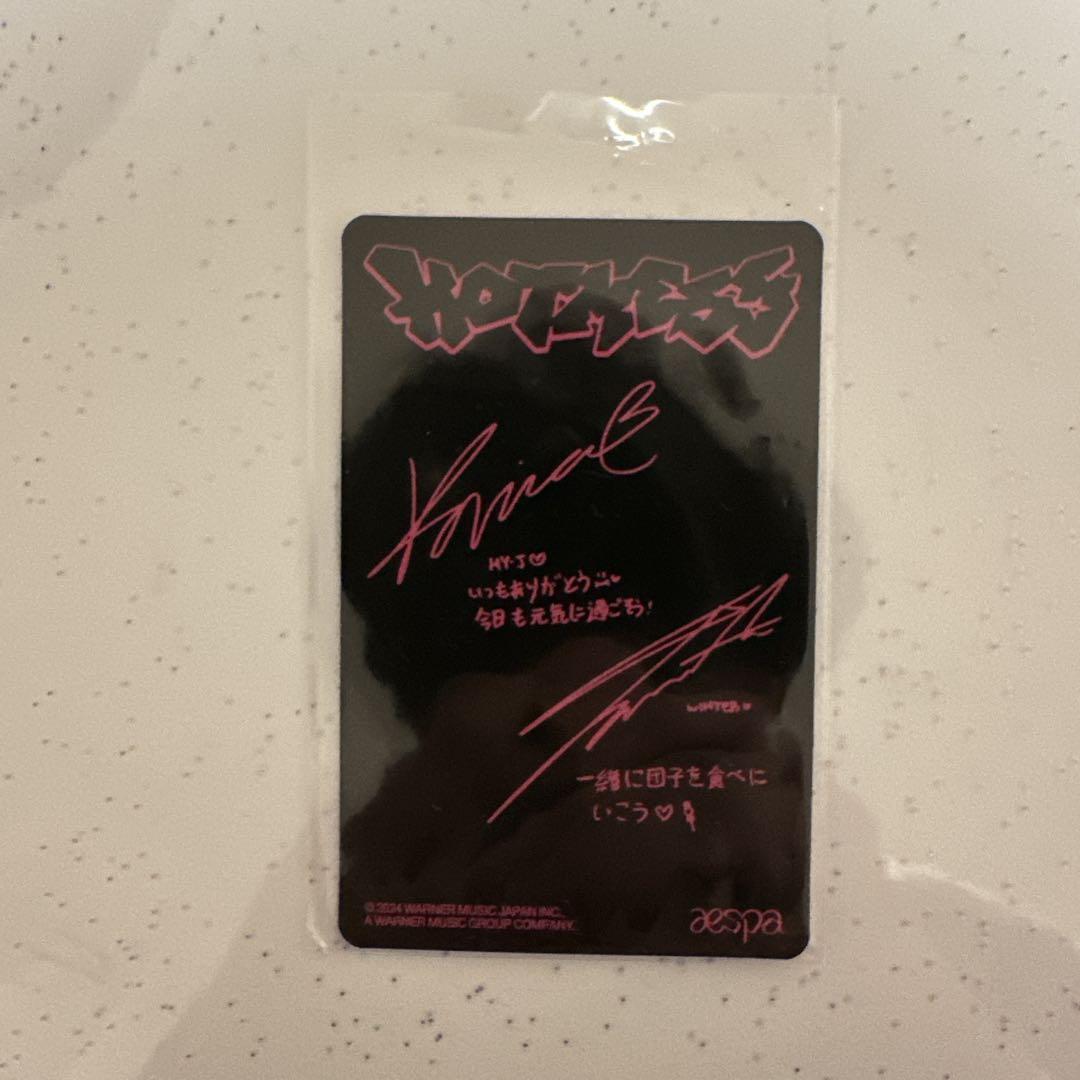 HOT MESS
Karina
MY-J♡
いつもありがとう
今日も元気に過ごそう!
WINTER
一緒に団子を食べに
いこう♡
© 2024 WARNER MUSIC JAPAN INC.,
A WARNER MUSIC GROUP COMPANY.
aespa